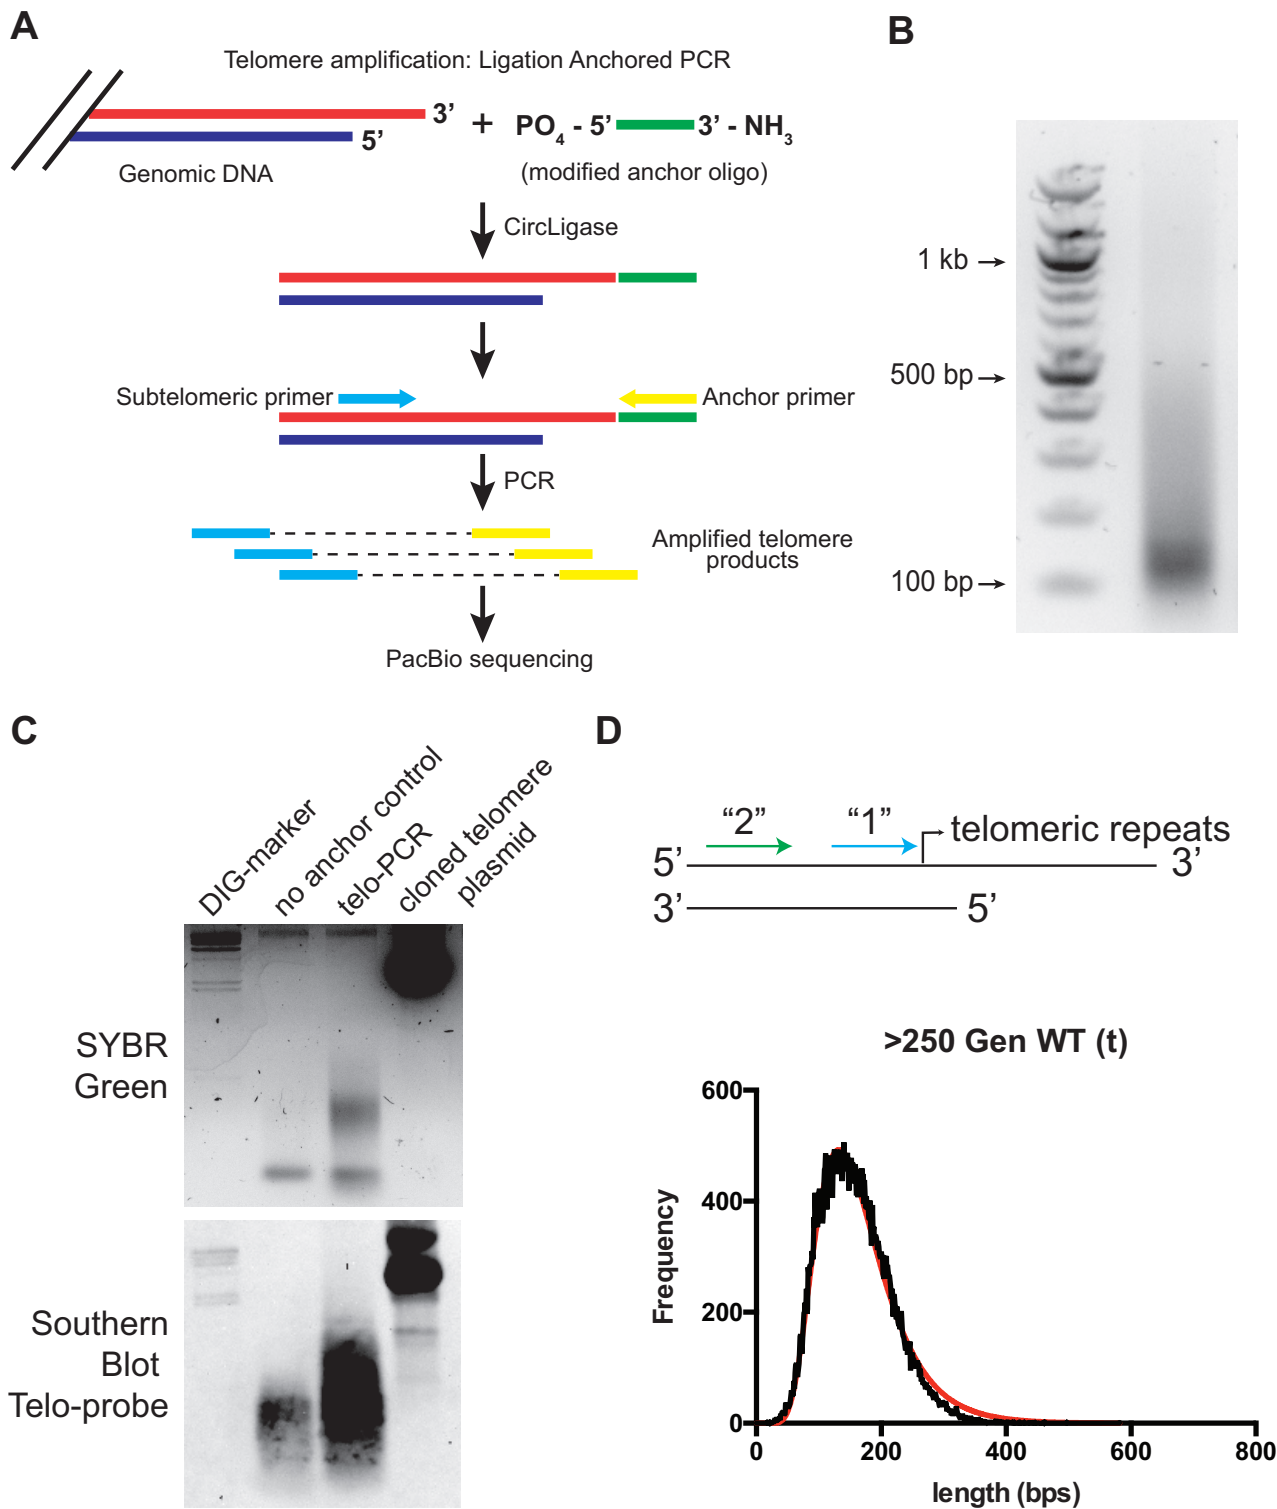 A
Telomere amplification: Ligation Anchored PCR
3’
5’
+
PO4 - 5’
3’ - NH3
Genomic DNA
(modified anchor oligo)
CircLigase
Subtelomeric primer
Anchor primer
PCR
Amplified telomere
products
PacBio sequencing
B
1 kb
500 bp
100 bp
C
DIG-marker
no anchor control
telo-PCR
cloned telomere
plasmid
SYBR
Green
Southern
Blot
Telo-probe
D
“2”
“1”
telomeric repeats
5’
3’
3’
5’
>250 Gen WT (t)
600
400
200
0
Frequency
0
200
400
600
800
length (bps)